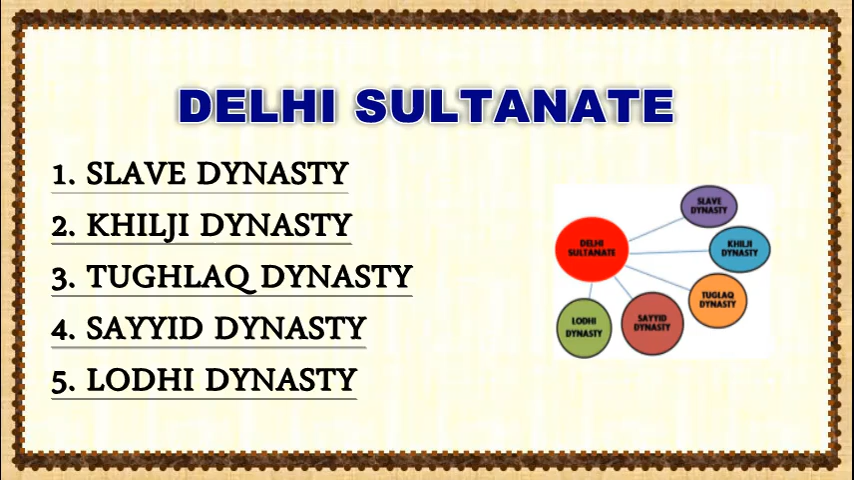 DELHI SULTANATE
1. SLAVE DYNASTY
2. KHILJI DYNASTY
3. TUGHLAQ DYNASTY
4. SAYYID DYNASTY
5. LODHI DYNASTY
SLAVE
DYNASTY
DELHI
SULTANATE
KHILJI
DYNASTY
TUGLAQ
DYNASTY
SAYYID
DYNASTY
LODHI
DYNASTY